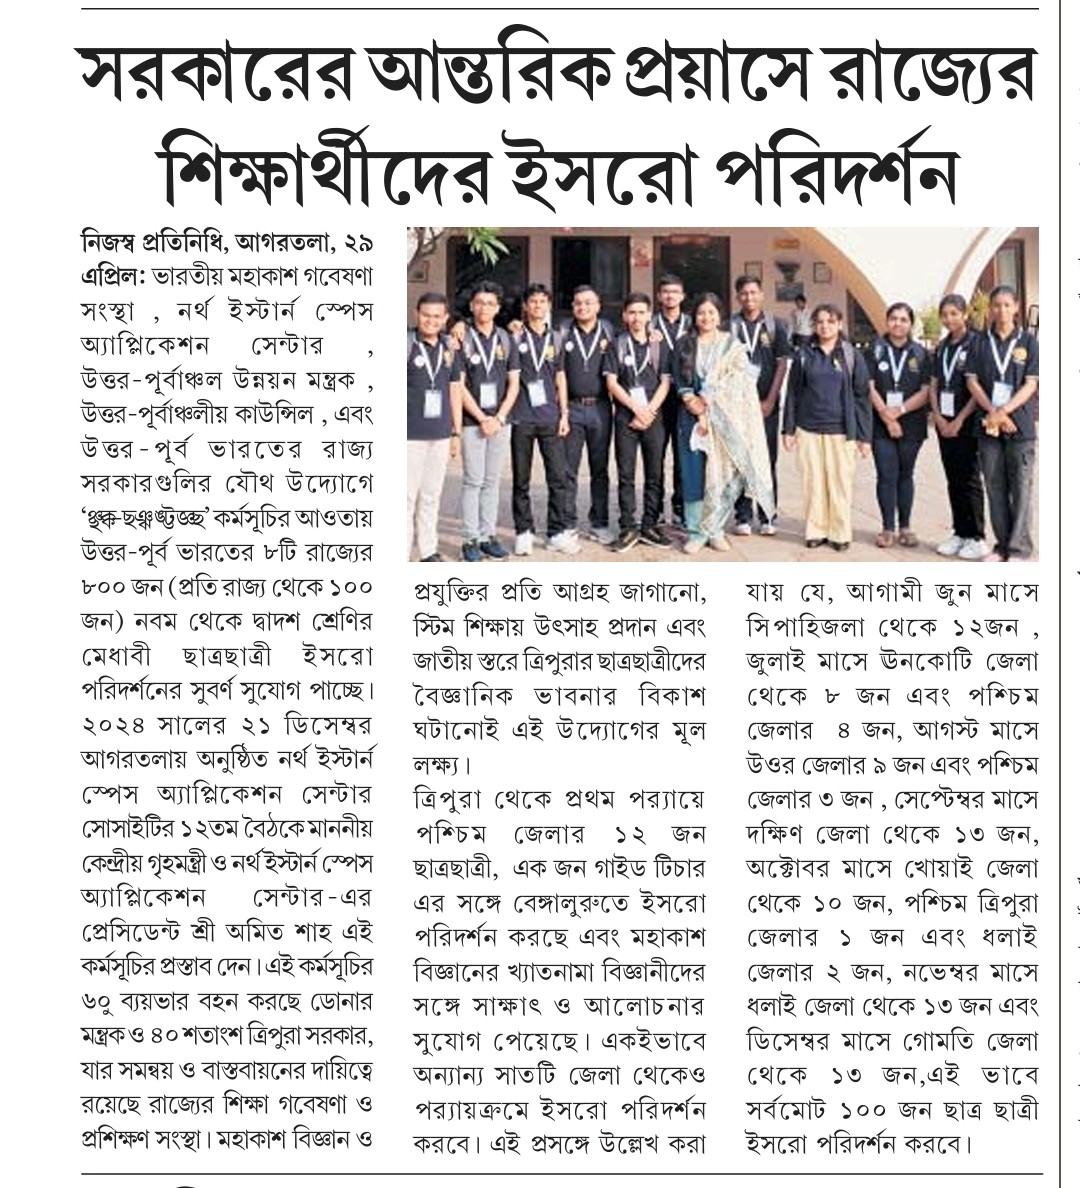 সরকারের আন্তরিক প্রয়াসে রাজ্যের
শিক্ষার্থীদের ইসরো পরিদর্শন
নিজস্ব প্রতিনিধি, আগরতলা, ২৯
এপ্রিল: ভারতীয় মহাকাশ গবেষণা
সংস্থা , নর্থ ইস্টার্ন স্পেস
অ্যাপ্লিকেশন সেন্টার ,
উত্তর-পূর্বাঞ্চল উন্নয়ন মন্ত্রক ,
উত্তর-পূর্বাঞ্চলীয় কাউন্সিল , এবং
উত্তর-পূর্ব ভারতের রাজ্য
সরকারগুলির যৌথ উদ্যোগে
কর্মসূচির আওতায়
উত্তর-পূর্ব ভারতের ৮টি রাজ্যের
৮০০ জন (প্রতি রাজ্য থেকে ১০০
জন) নবম থেকে দ্বাদশ শ্রেণির
মেধাবী ছাত্রছাত্রী ইসরো
পরিদর্শনের সুবর্ণ সুযোগ পাচ্ছে।
২০২৪ সালের ২১ ডিসেম্বর
আগরতলায় অনুষ্ঠিত নর্থ ইস্টার্ন
স্পেস অ্যাপ্লিকেশন সেন্টার
সোসাইটির ১২তম বৈঠকে মাননীয়
কেন্দ্রীয় গৃহমন্ত্রী ও নর্থ ইস্টার্ন স্পেস
অ্যাপ্লিকেশন সেন্টার-এর
প্রেসিডেন্ট শ্রী অমিত শাহ এই
কর্মসূচির প্রস্তাব দেন। এই কর্মসূচির
৬০ু ব্যয়ভার বহন করছে ডোনার
মন্ত্রক ও ৪০ শতাংশ ত্রিপুরা সরকার,
যার সমন্বয় ও বাস্তবায়নের দায়িত্বে
রয়েছে রাজ্যের শিক্ষা গবেষণা ও
প্রশিক্ষণ সংস্থা। মহাকাশ বিজ্ঞান ও
প্রযুক্তির প্রতি আগ্রহ জাগানো,
স্টিম শিক্ষায় উৎসাহ প্রদান এবং
জাতীয় স্তরে ত্রিপুরার ছাত্রছাত্রীদের
বৈজ্ঞানিক ভাবনার বিকাশ
ঘটানোই এই উদ্যোগের মূল
লক্ষ্য।
ত্রিপুরা থেকে প্রথম পর‍্যায়ে
পশ্চিম জেলার ১২ জন
ছাত্রছাত্রী, এক জন গাইড টিচার
এর সঙ্গে বেঙ্গালুরুতে ইসরো
পরিদর্শন করছে এবং মহাকাশ
বিজ্ঞানের খ্যাতনামা বিজ্ঞানীদের
সঙ্গে সাক্ষাৎ ও আলোচনার
সুযোগ পেয়েছে। একইভাবে
অন্যান্য সাতটি জেলা থেকেও
পর‍্যায়ক্রমে ইসরো পরিদর্শন
করবে। এই প্রসঙ্গে উল্লেখ করা
যায় যে, আগামী জুন মাসে
সিপাহিজলা থেকে ১২জন ,
জুলাই মাসে ঊনকোটি জেলা
থেকে ৮ জন এবং পশ্চিম
জেলার ৪ জন, আগস্ট মাসে
উওর জেলার ৯ জন এবং পশ্চিম
জেলার ৩ জন , সেপ্টেম্বর মাসে
দক্ষিণ জেলা থেকে ১৩ জন,
অক্টোবর মাসে খোয়াই জেলা
থেকে ১০ জন, পশ্চিম ত্রিপুরা
জেলার ১ জন এবং ধলাই
জেলার ২ জন, নভেম্বর মাসে
ধলাই জেলা থেকে ১৩ জন এবং
ডিসেম্বর মাসে গোমতি জেলা
থেকে ১৩ জন,এই ভাবে
সর্বমোট ১০০ জন ছাত্র ছাত্রী
ইসরো পরিদর্শন করবে।